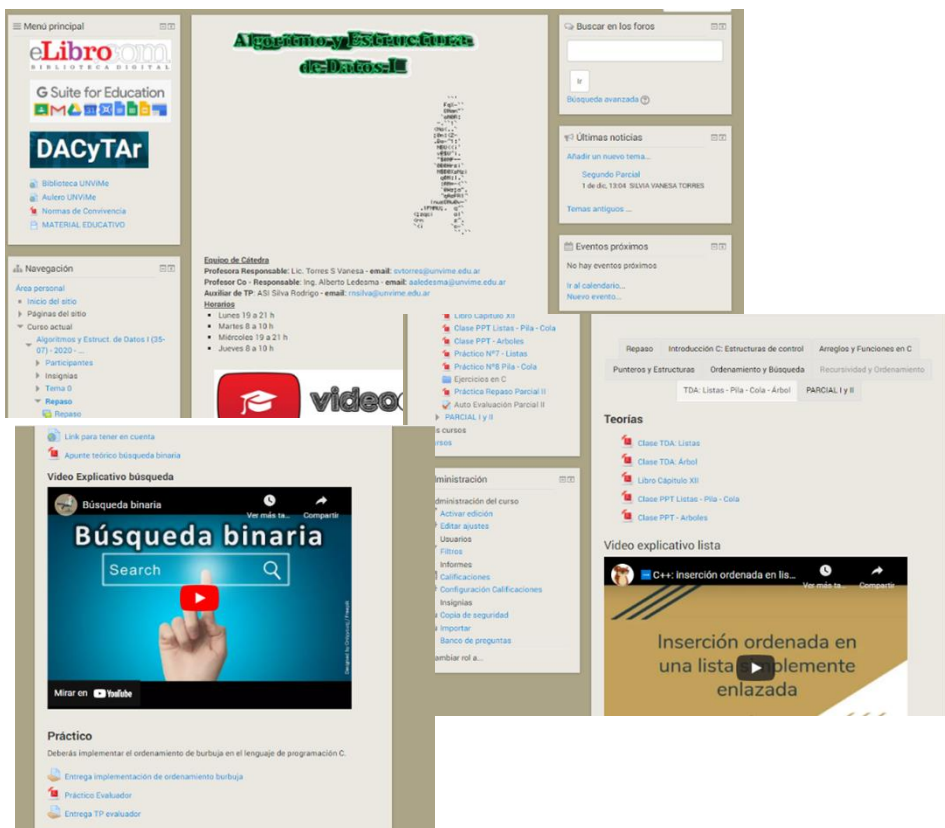 Menú principal
eLibro.com
BIBLIOTECA DIGITAL
G Suite for Education
DACyTAr
Biblioteca UNViMe
Aulero UNViMe
Normas de Convivencia
MATERIAL EDUCATIVO
Navegación
Área personal
Inicio del sitio
Páginas del sitio
Curso actual
Algoritmos y Estruct. de Datos I (35-
07) - 2020 - ...
Participantes
Insignias
Tema 0
Repaso
Repaso
Algoritmo y Estructuras
de Datos I
Equipo de Cátedra
Profesora Responsable: Lic. Torres S Vanesa - email: svtorres@unvime.edu.ar
Profesor Co - Responsable: Ing. Alberto Ledesma - email: aaledesma@unvime.edu.ar
Auxiliar de TP: ASI Silva Rodrigo - email: rnsilva@unvime.edu.ar
Horarios
Lunes 19 a 21 h
Martes 8 a 10 h
Miércoles 19 a 21 h
Jueves 8 a 10 h
Buscar en los foros
Ir
Búsqueda avanzada
Últimas noticias
Añadir un nuevo tema...
Segundo Parcial
1 de dic, 13:04 SILVIA VANESA TORRES
Temas antiguos ...
Eventos próximos
No hay eventos próximos
Ir al calendario...
Nuevo evento...
Libro Capitulo XII
Clase PPT Listas - Pila - Cola
Clase PPT - Arboles
Práctico N°7 - Listas
Práctico N°8 Pila - Cola
Ejercicios en C
Práctica Repaso Parcial II
Auto Evaluación Parcial II
PARCIAL I y II
s cursos
ursos
dministración
dministración del curso
Activar edición
Editar ajustes
Usuarios
Filtros
Informes
Calificaciones
Configuración Calificaciones
Insignias
Copia de seguridad
Importar
Banco de preguntas
ambiar rol a...
Repaso Introducción C: Estructuras de control Arreglos y Funciones en C
Punteros y Estructuras Ordenamiento y Búsqueda Recursividad y Ordenamiento
TDA: Listas - Pila - Cola - Árbol PARCIAL I y II
Teorías
Clase TDA: Listas
Clase TDA: Árbol
Libro Cápitulo XII
Clase PPT Listas - Pila - Cola
Clase PPT - Arboles
Video explicativo lista
C++: Inserción ordenada en lis...
Ver más ta... Compartir
Inserción ordenada en
una lista simplemente
enlazada
Link para tener en cuenta
Apunte teórico búsqueda binaria
Video Explicativo búsqueda
Búsqueda binaria
Ver más ta... Compartir
Búsqueda binaria
Search
Mirar en YouTube
Práctico
Deberás implementar el ordenamiento de burbuja en el lenguaje de programación C.
Entrega implementación de ordenamiento burbuja
Práctico Evaluador
Entrega TP evaluador